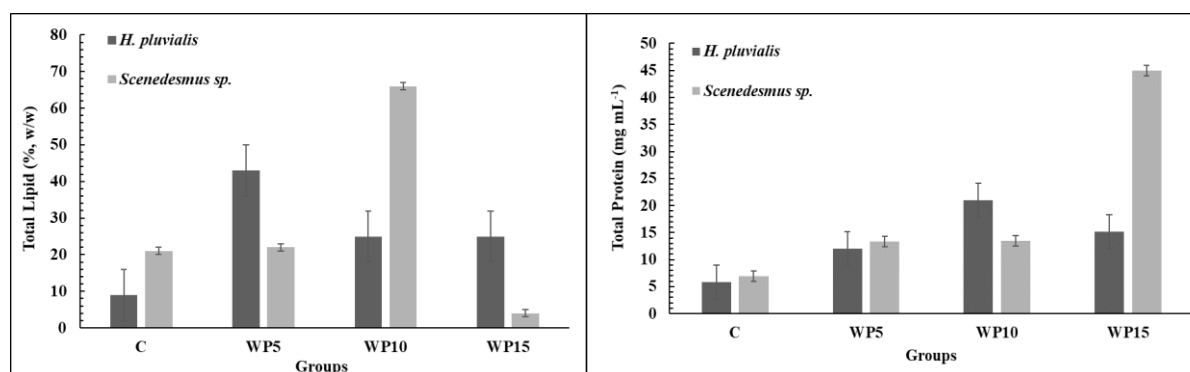 80
70
60
50
40
30
20
10
0
Total Lipid (%, w/w)
H. pluvialis
Scenedesmus sp.
C WP5 WP10 WP15
Groups
50
45
40
35
30
25
20
15
10
5
0
Total Protein (mg mL-1)
H. pluvialis
Scenedesmus sp.
C WP5 WP10 WP15
Groups